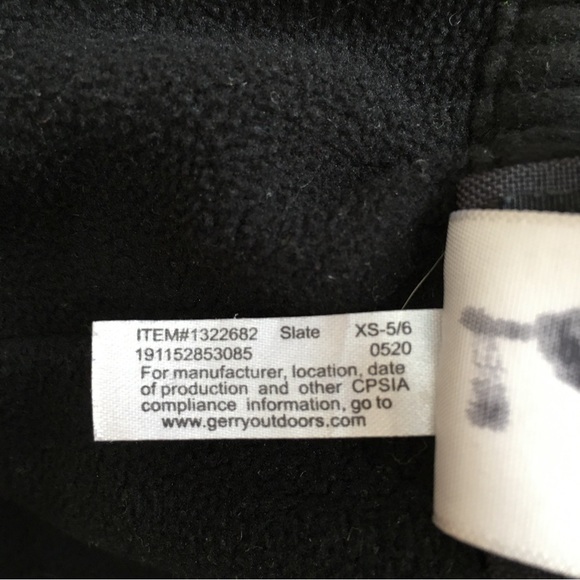 ITEM#1322682 Slate XS-5/6
191152853085 0520
For manufacturer, location, date
of production and other CPSIA
compliance information, go to
www.gerryoutdoors.com